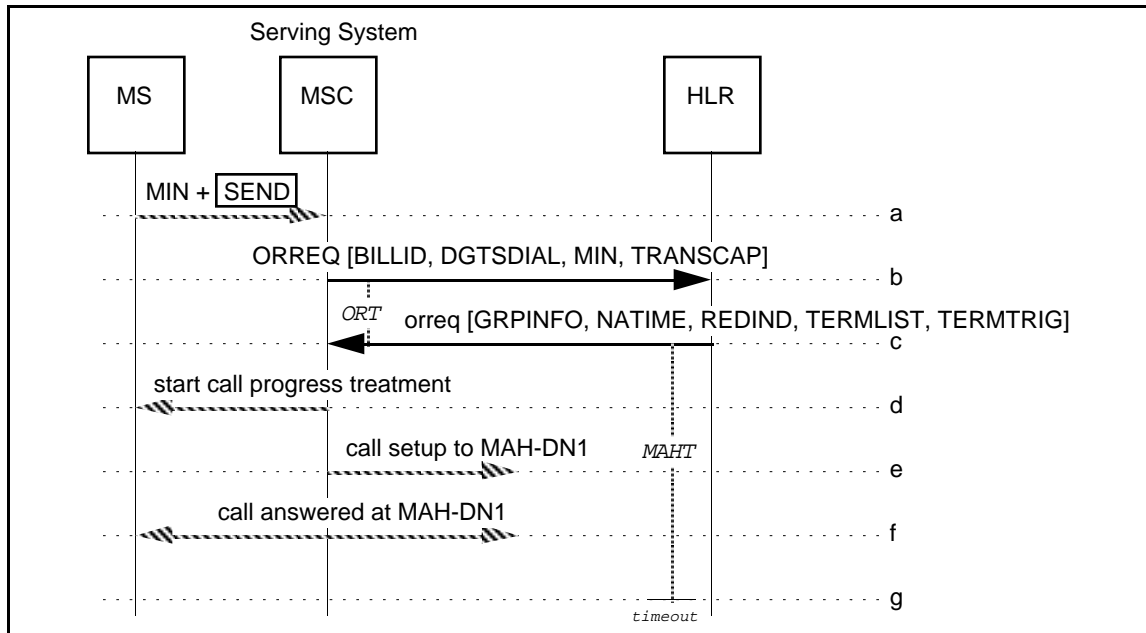 Serving System
MS
MSC
HLR
MIN + SEND
a
ORREQ [BILLID, DGTSDIAL, MIN, TRANSCAP]
b
ORT
orreq [GRPINFO, NATIME, REDIND, TERMLIST, TERMTRIG]
c
start call progress treatment
d
call setup to MAH-DN1
MAHT
e
call answered at MAH-DN1
f
g
timeout